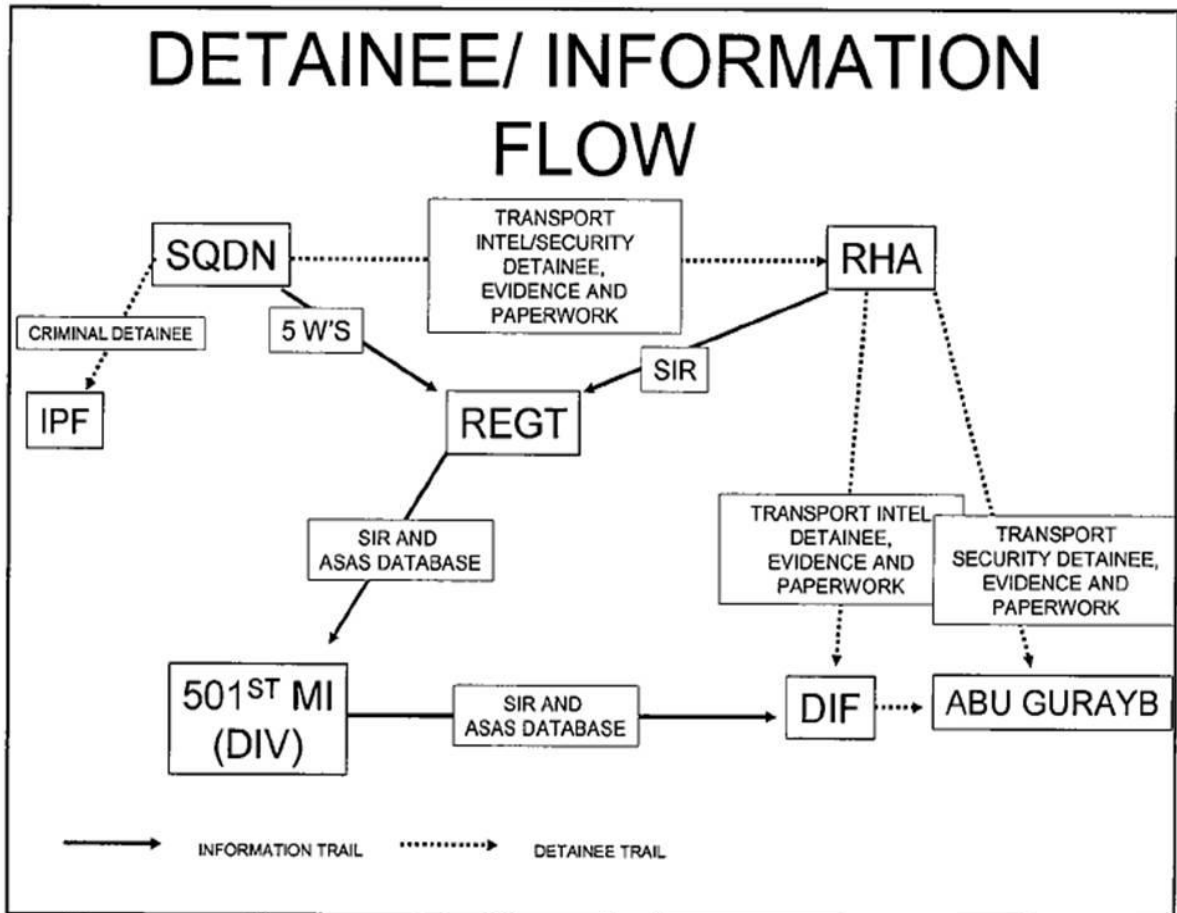 DETAINEE/ INFORMATION
FLOW
SQDN
TRANSPORT
INTEL/SECURITY
DETAINEE,
EVIDENCE AND
PAPERWORK
RHA
CRIMINAL DETAINEE
5 W'S
SIR
IPF
REGT
SIR AND
ASAS DATABASE
TRANSPORT INTEL
DETAINEE,
EVIDENCE AND
PAPERWORK
TRANSPORT
SECURITY DETAINEE,
EVIDENCE AND
PAPERWORK
501ST MI
(DIV)
SIR AND
ASAS DATABASE
DIF
ABU GURAYB
INFORMATION TRAIL
DETAINEE TRAIL